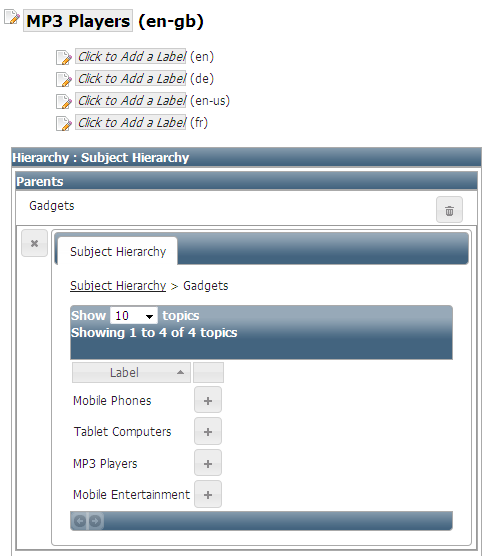 MP3 Players (en-gb)
Click to Add a Label (en)
Click to Add a Label (de)
Click to Add a Label (en-us)
Click to Add a Label (fr)
Hierarchy : Subject Hierarchy
Parents
Gadgets
Subject Hierarchy
Subject Hierarchy > Gadgets
Show 10 topics
Showing 1 to 4 of 4 topics
Label
Mobile Phones
Tablet Computers
MP3 Players
Mobile Entertainment